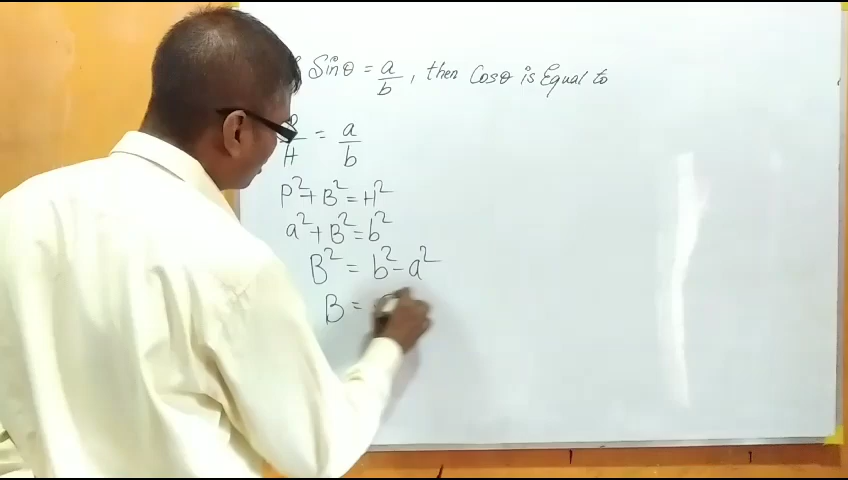 Sinθ = a/b, then Cosθ is Equal to
/H = a/b
P²+B²=H²
a²+B²=b²
B² = b²-a²
B =